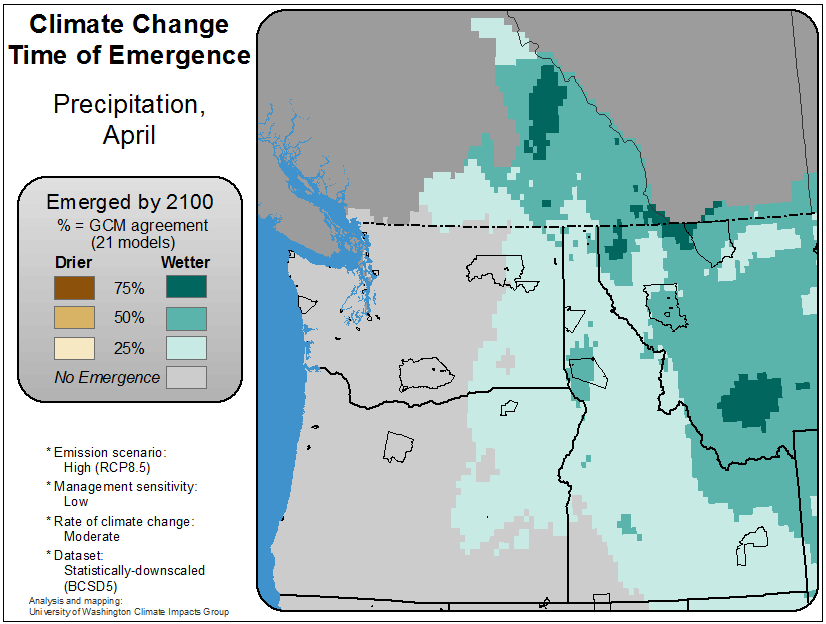 Climate Change
Time of Emergence
Precipitation,
April
Emerged by 2100
% = GCM agreement
(21 models)
Drier Wetter
75%
50%
25%
No Emergence
* Emission scenario:
High (RCP8.5)
* Management sensitivity:
Low
* Rate of climate change:
Moderate
* Dataset:
Statistically-downscaled
(BCSD5)
Analysis and mapping:
University of Washington Climate Impacts Group